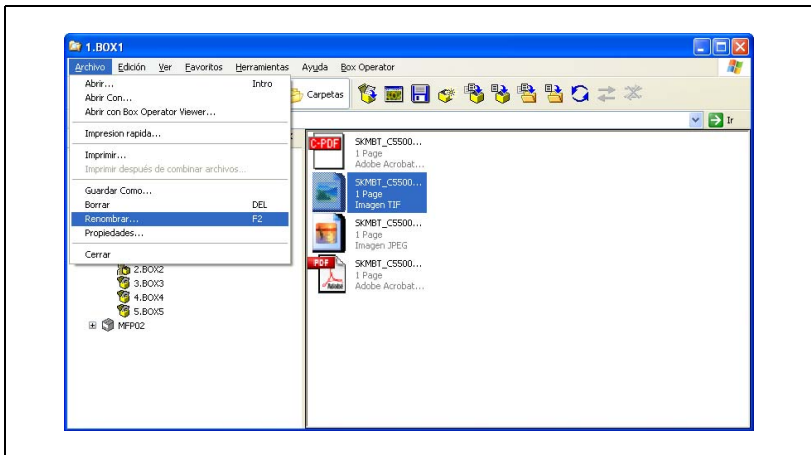 1.BOX1
Archivo Edición Ver Favoritos Herramientas Ayuda Box Operator
Abrir... Intro
Abrir Con...
Abrir con Box Operator Viewer...
Impresion rapida...
Imprimir...
Imprimir después de combinar archivos...
Guardar Como...
Borrar DEL
Renombrar... F2
Propiedades...
Cerrar
Carpetas
Ir
2.BOX2
3.BOX3
4.BOX4
5.BOX5
MFP02
C-PDF
SKMBT_C5500...
1 Page
Adobe Acrobat...
SKMBT_C5500...
1 Page
Imagen TIF
SKMBT_C5500...
1 Page
Imagen JPEG
PDF
Adobe
SKMBT_C5500...
1 Page
Adobe Acrobat...